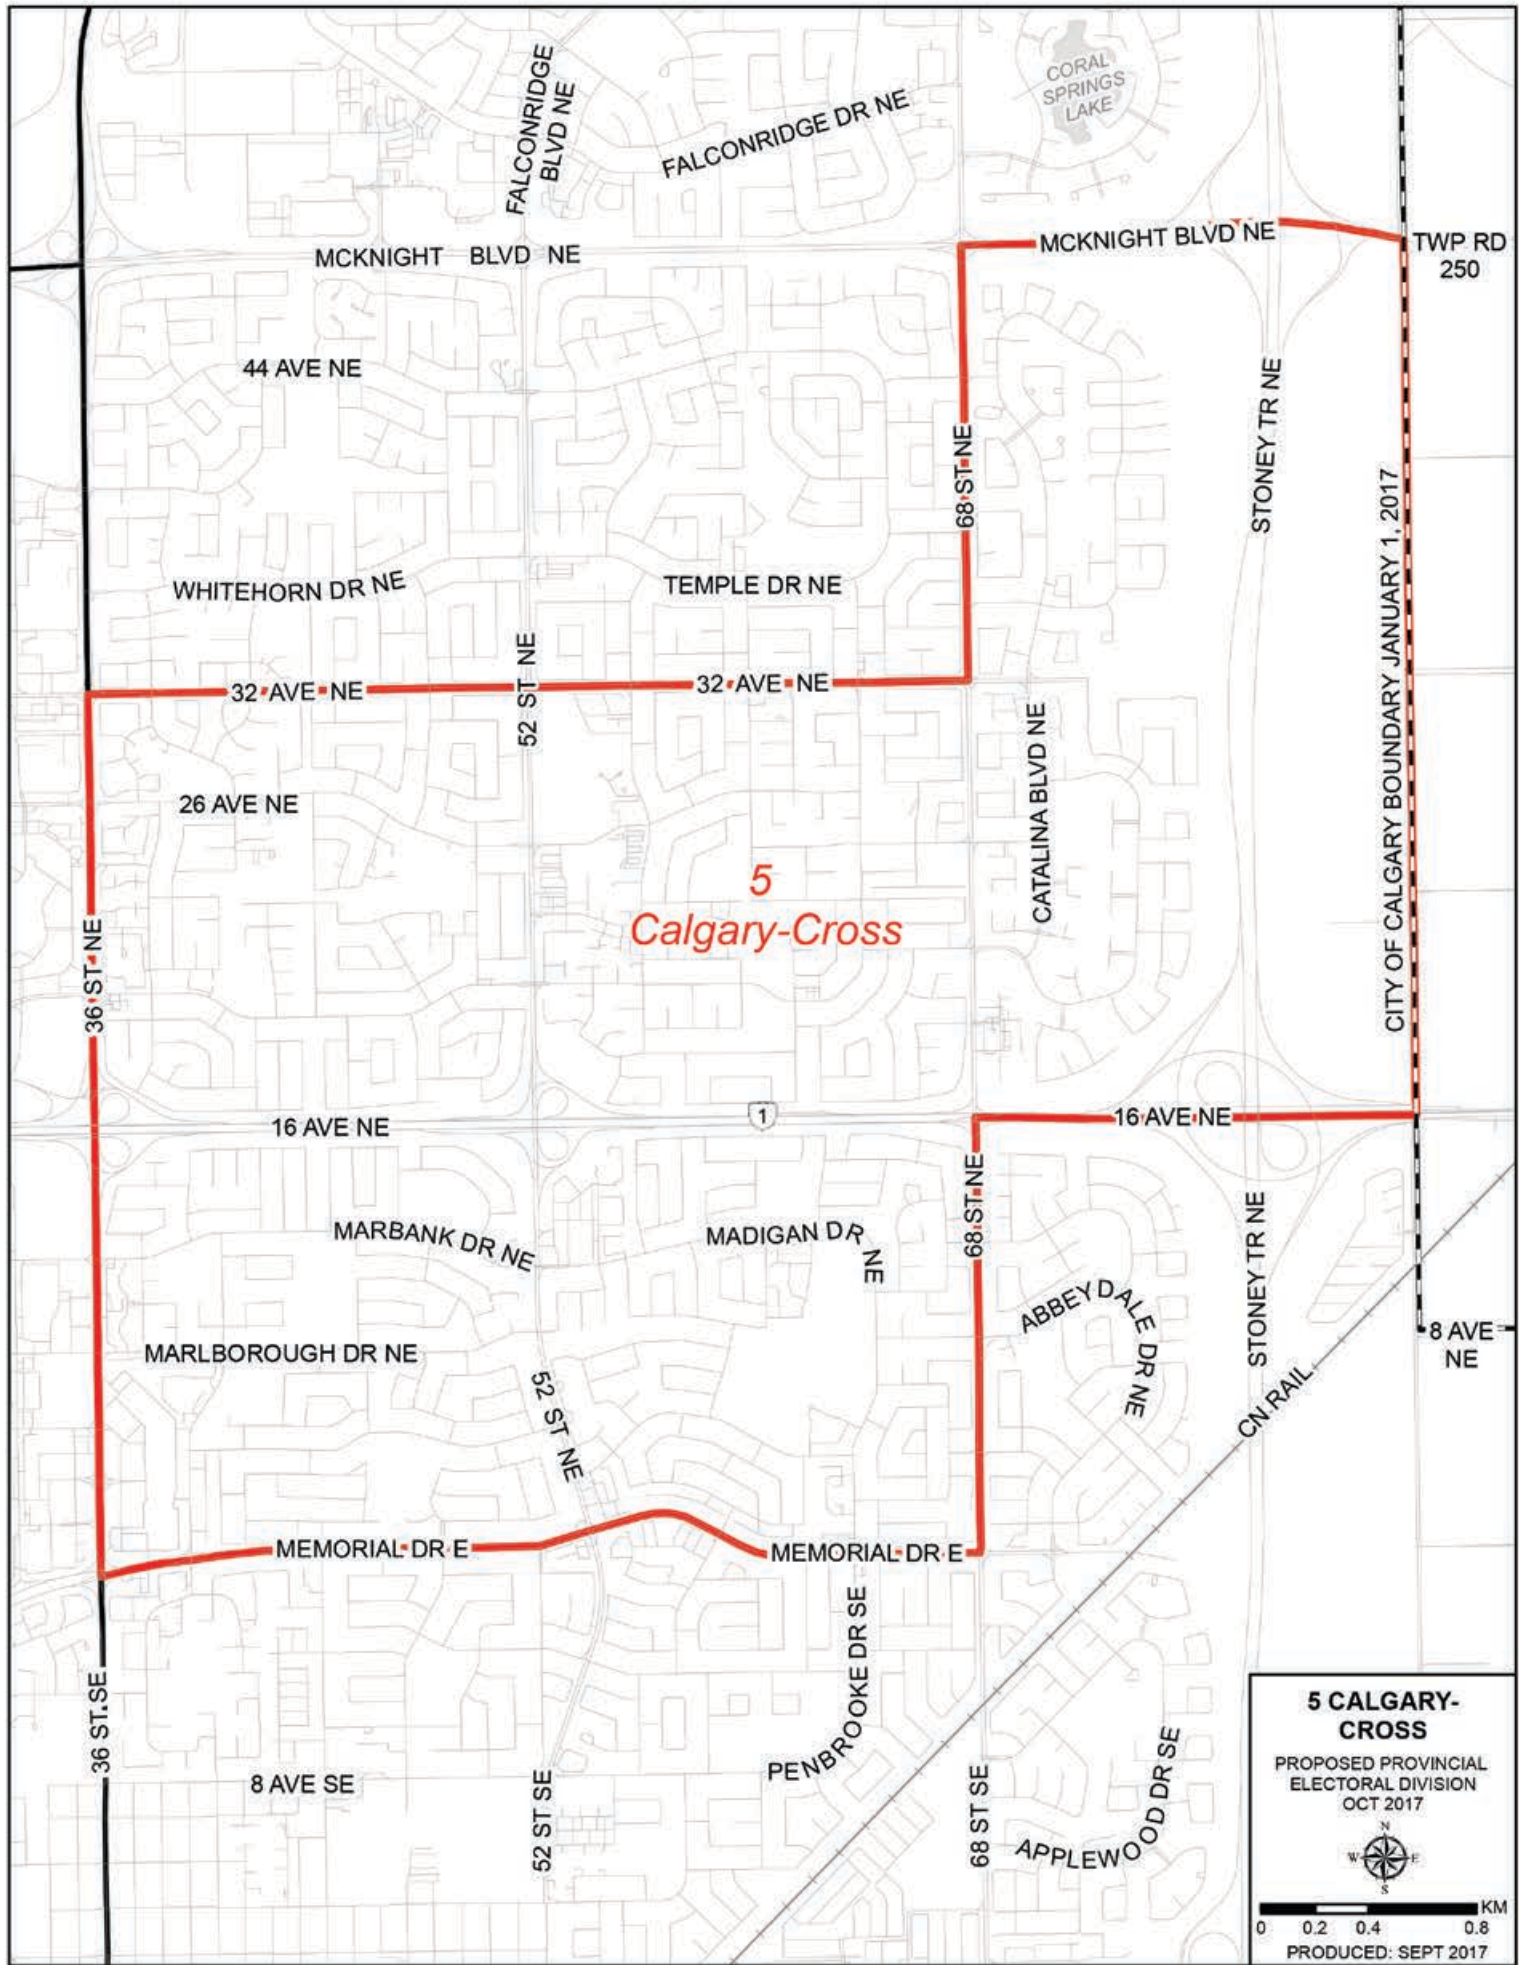 CORAL
SPRINGS
LAKE
FALCONRIDGE
BLVD NE
FALCONRIDGE DR NE
MCKNIGHT BLVD NE
MCKNIGHT BLVD NE
TWP RD
250
44 AVE NE
68 ST NE
STONEY TR NE
WHITEHORN DR NE
TEMPLE DR NE
CITY OF CALGARY BOUNDARY JANUARY 1, 2017
52 ST NE
32 AVE NE
32 AVE NE
CATALINA BLVD NE
26 AVE NE
5
Calgary-Cross
36 ST NE
16 AVE NE
1
16 AVE NE
68 ST NE
MARBANK DR NE
MADIGAN DR NE
ABBEYDALE DR NE
STONEY TR NE
8 AVE
NE
MARLBOROUGH DR NE
52 ST NE
CN RAIL
MEMORIAL DR E
MEMORIAL DR E
PENBROOKE DR SE
36 ST SE
8 AVE SE
52 ST SE
68 ST SE
APPLEWOOD DR SE
5 CALGARY-
CROSS
PROPOSED PROVINCIAL
ELECTORAL DIVISION
OCT 2017
N
W E
S
KM
0 0.2 0.4 0.8
PRODUCED: SEPT 2017